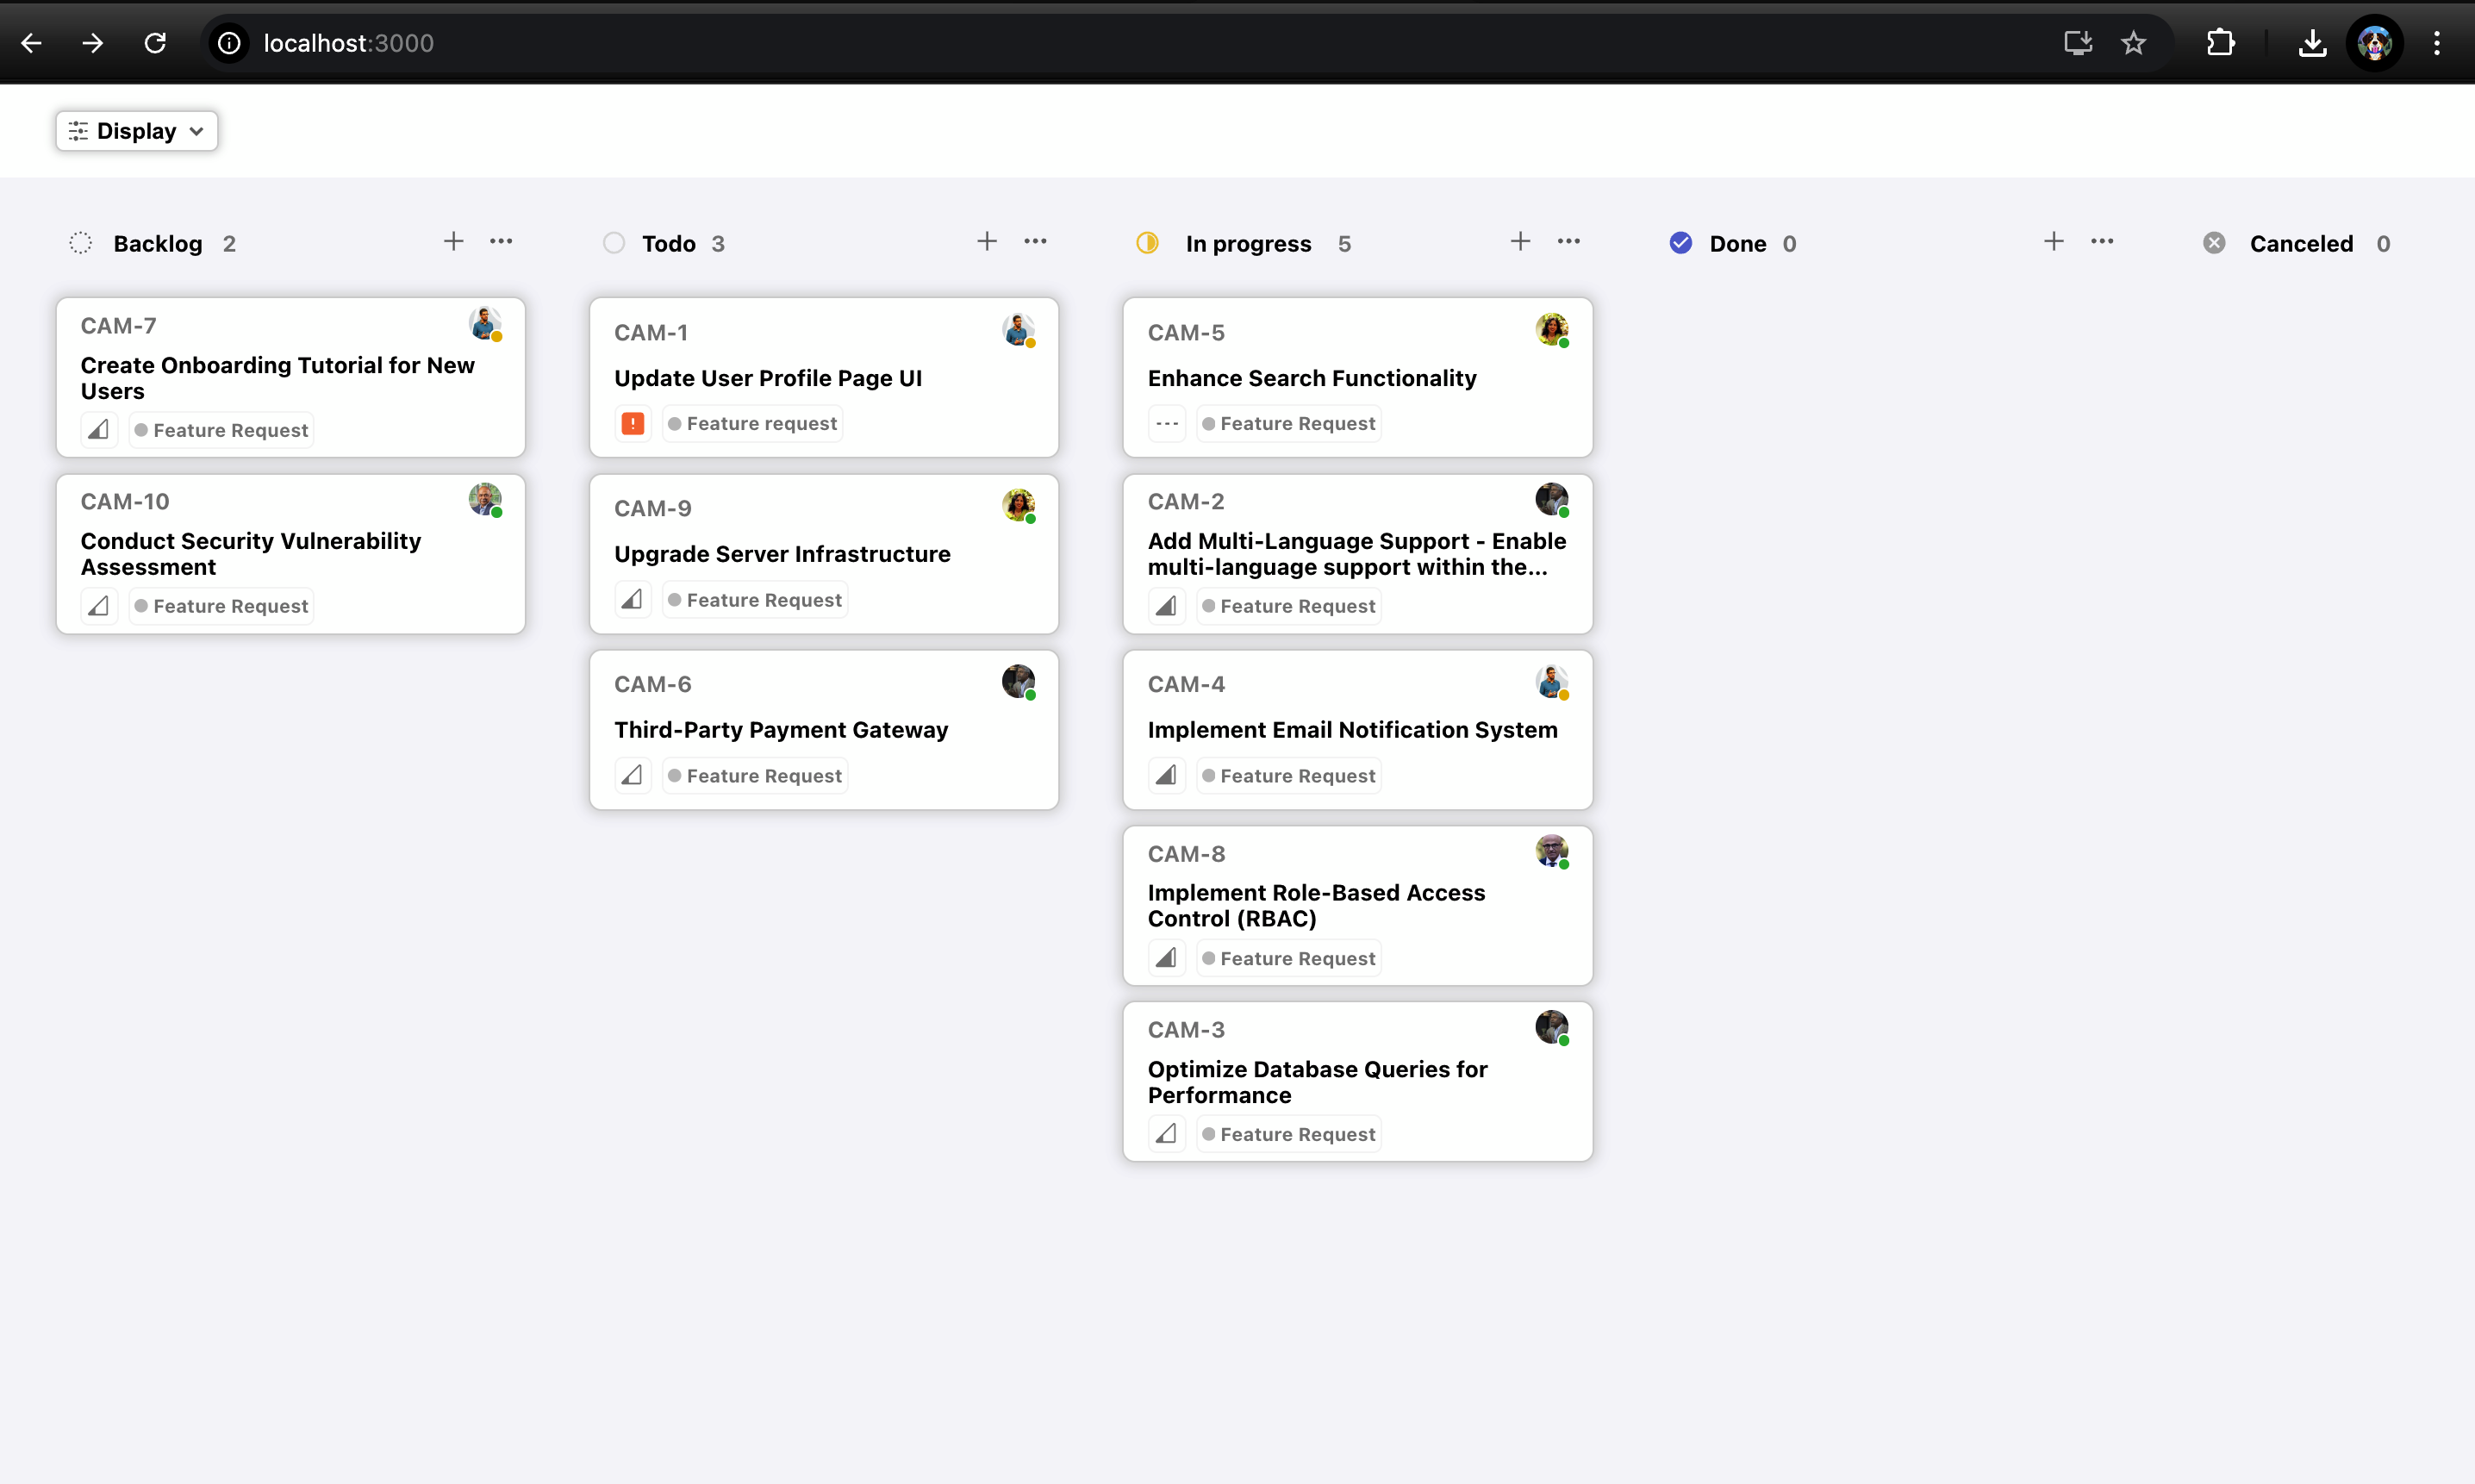 localhost:3000
Display
Backlog 2
CAM-7
Create Onboarding Tutorial for New
Users
Feature Request
CAM-10
Conduct Security Vulnerability
Assessment
Feature Request
Todo 3
CAM-1
Update User Profile Page UI
! Feature request
CAM-9
Upgrade Server Infrastructure
Feature Request
CAM-6
Third-Party Payment Gateway
Feature Request
In progress 5
CAM-5
Enhance Search Functionality
--- Feature Request
CAM-2
Add Multi-Language Support - Enable
multi-language support within the...
Feature Request
CAM-4
Implement Email Notification System
Feature Request
CAM-8
Implement Role-Based Access
Control (RBAC)
Feature Request
CAM-3
Optimize Database Queries for
Performance
Feature Request
Done 0
Canceled 0